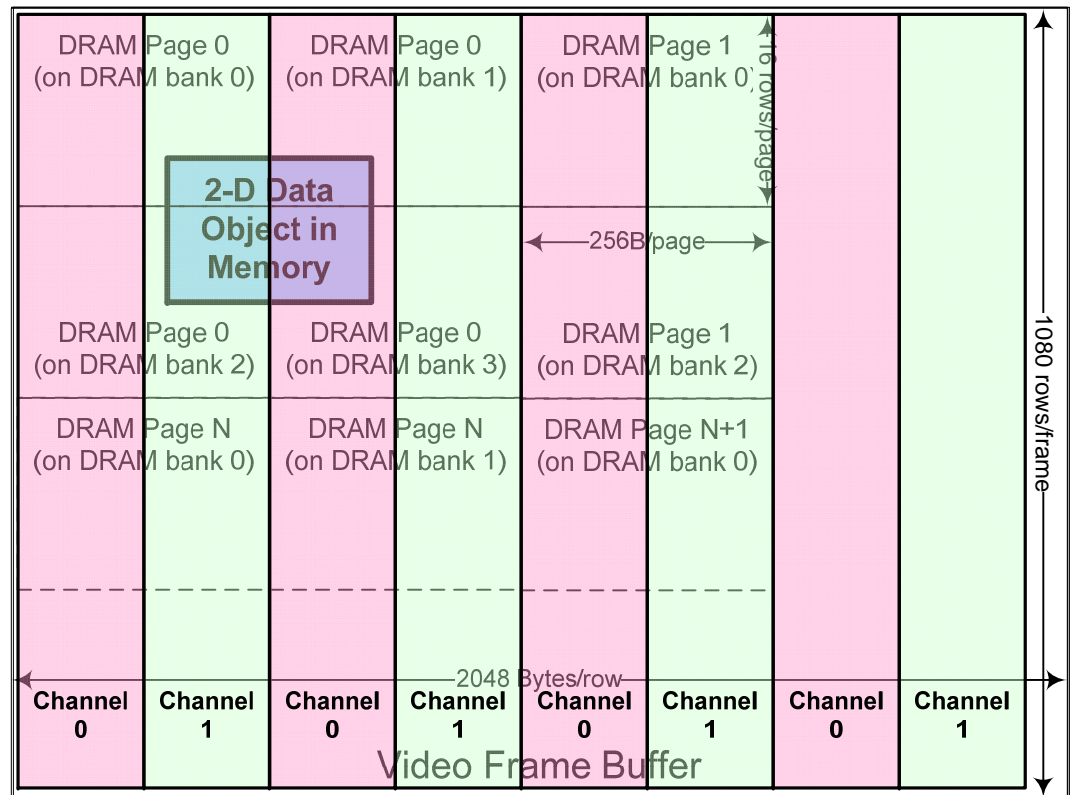 DRAM Page 0
(on DRAM bank 0)
DRAM Page 0
(on DRAM bank 1)
DRAM Page 1
(on DRAM bank 0)
16 rows/page
2-D Data
Object in
Memory
256B/page
DRAM Page 0
(on DRAM bank 2)
DRAM Page 0
(on DRAM bank 3)
DRAM Page 1
(on DRAM bank 2)
1080 rows/frame
DRAM Page N
(on DRAM bank 0)
DRAM Page N
(on DRAM bank 1)
DRAM Page N+1
(on DRAM bank 0)
2048 Bytes/row
Channel
0
Channel
1
Channel
0
Channel
1
Channel
0
Channel
1
Channel
0
Channel
1
Video Frame Buffer